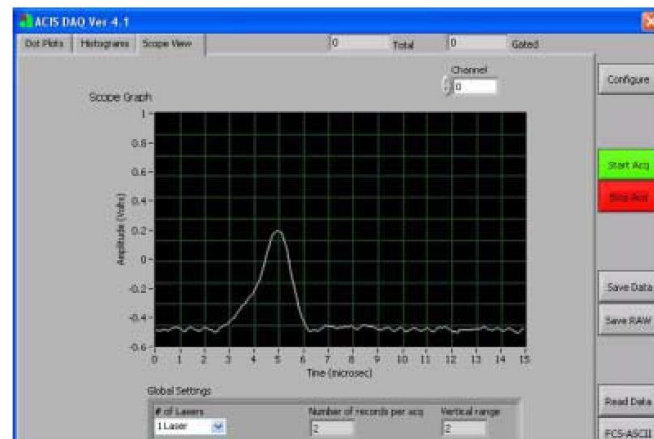 ACIS DAQ Ver 4.1
Dot Plots Histograms Scope View 0 Total 0 Gated
Channel
0
Configure
Scope Graph
1
0.8
0.6
0.4
0.2
0
-0.2
-0.4
-0.6
Amplitude (Volts)
0 1 2 3 4 5 6 7 8 9 10 11 12 13 14 15
Time (microsec)
Start Acq
Stop Acq
Save Data
Save RAW
Global Settings
# of Lasers Number of records per acq Vertical range
1 Laser 2 2
Read Data
FCS-ASCII